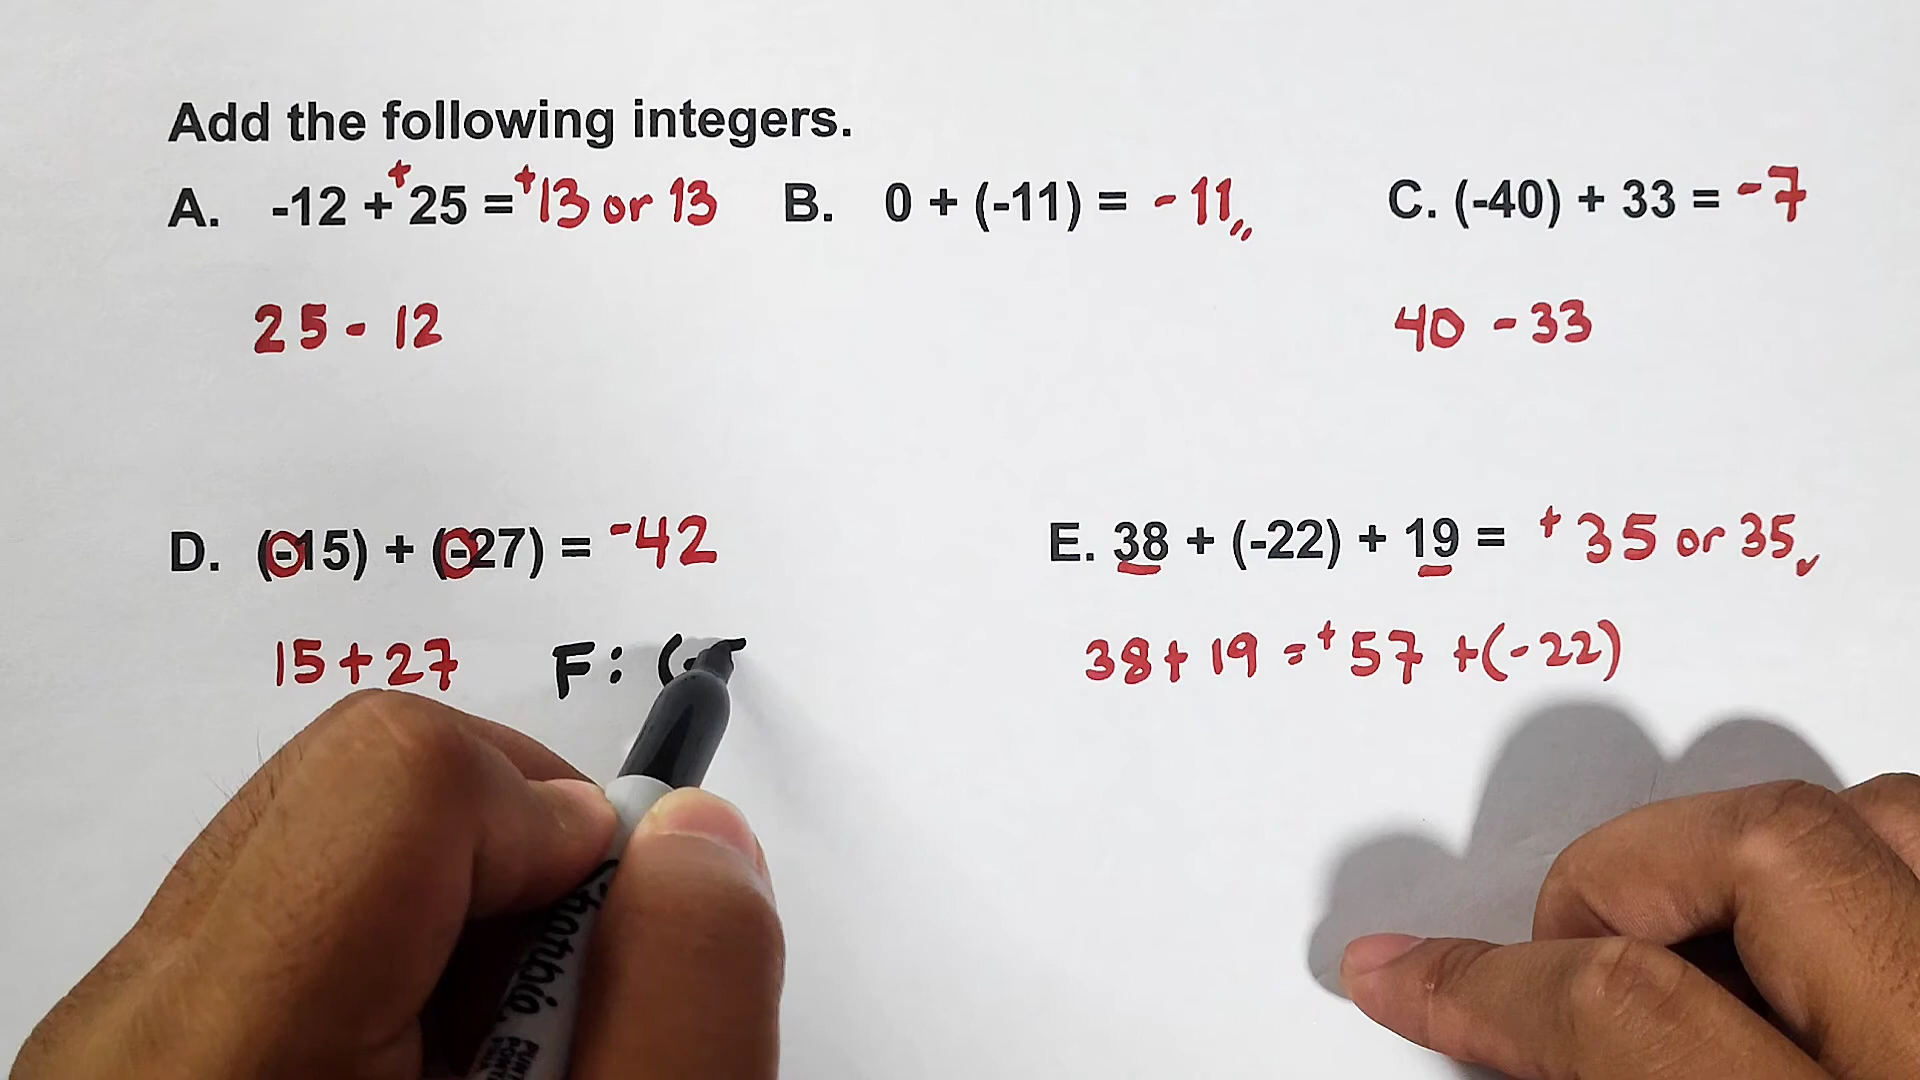 Add the following integers.
A. -12 + +25 = +13 or 13
B. 0 + (-11) = -11,,
C. (-40) + 33 = -7
25 - 12
40 - 33
D. (-15) + (-27) = -42
E. 38 + (-22) + 19 = +35 or 35
15 + 27
F: (-
38 + 19 = +57 + (-22)
Sharpie